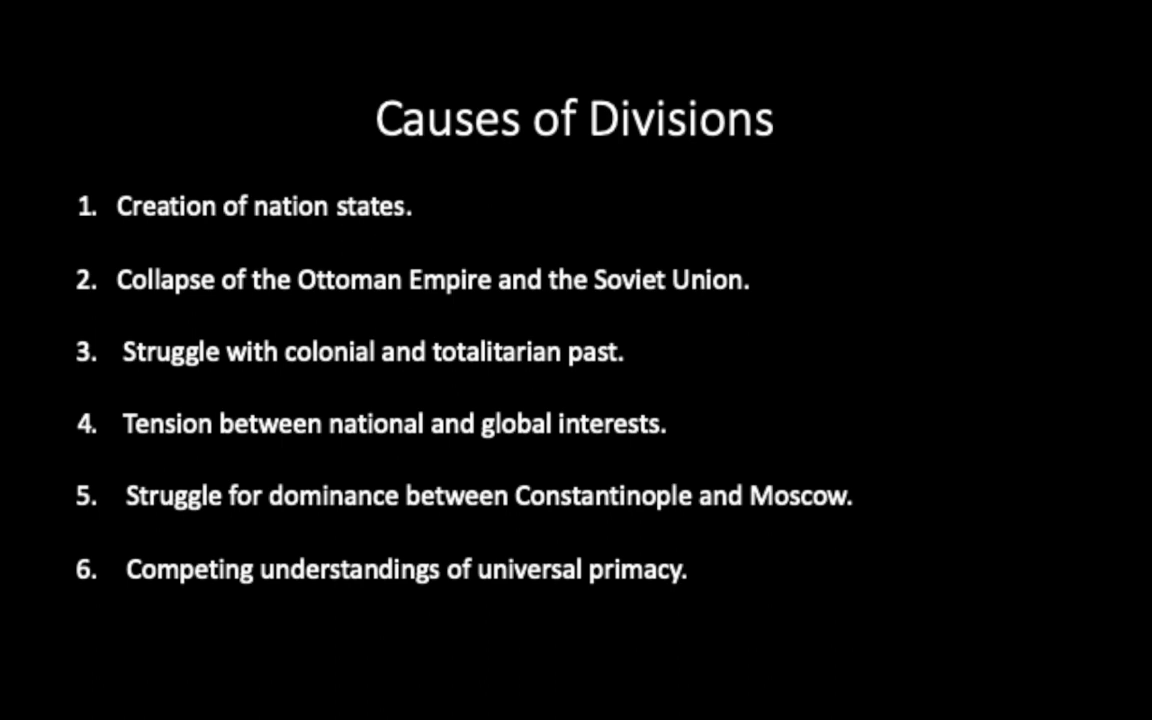 Causes of Divisions
1. Creation of nation states.
2. Collapse of the Ottoman Empire and the Soviet Union.
3. Struggle with colonial and totalitarian past.
4. Tension between national and global interests.
5. Struggle for dominance between Constantinople and Moscow.
6. Competing understandings of universal primacy.